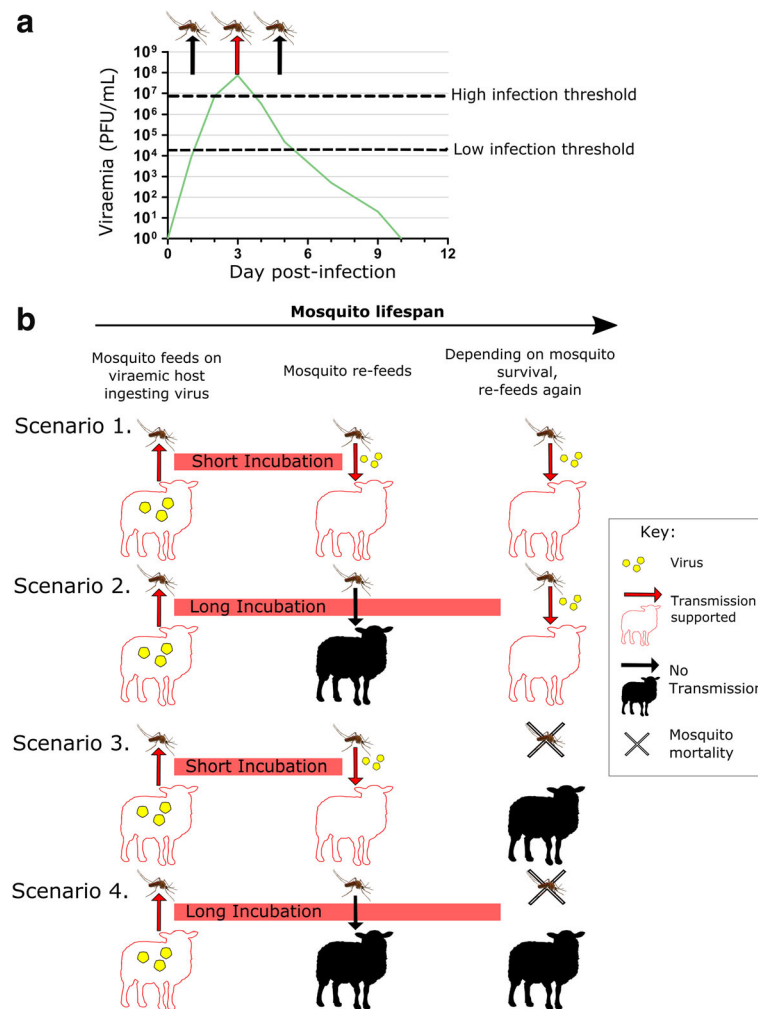 a
10⁹
10⁸
10⁷
10⁶
10⁵
10⁴
10³
10²
10¹
10⁰
Viraemia (PFU/mL)
High infection threshold
Low infection threshold
0 3 6 9 12
Day post-infection
b
Mosquito lifespan
Mosquito feeds on
viraemic host
ingesting virus
Mosquito re-feeds
Depending on mosquito
survival,
re-feeds again
Scenario 1.
Short Incubation
Scenario 2.
Long Incubation
Scenario 3.
Short Incubation
Scenario 4.
Long Incubation
Key:
Virus
Transmission
supported
No
Transmission
Mosquito
mortality